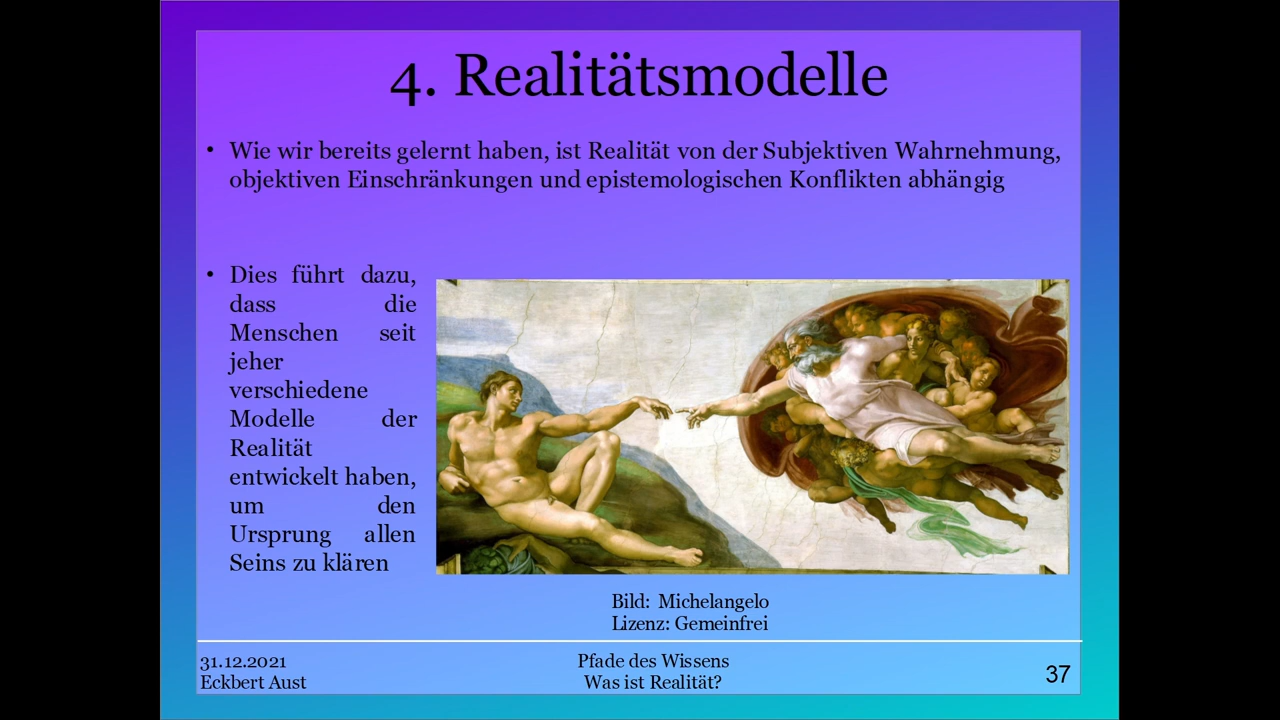 4. Realitätsmodelle
• Wie wir bereits gelernt haben, ist Realität von der Subjektiven Wahrnehmung,
objektiven Einschränkungen und epistemologischen Konflikten abhängig
• Dies führt dazu,
dass die
Menschen seit
jeher
verschiedene
Modelle der
Realität
entwickelt haben,
um den
Ursprung allen
Seins zu klären
Bild: Michelangelo
Lizenz: Gemeinfrei
31.12.2021
Eckbert Aust
Pfade des Wissens
Was ist Realität?
37